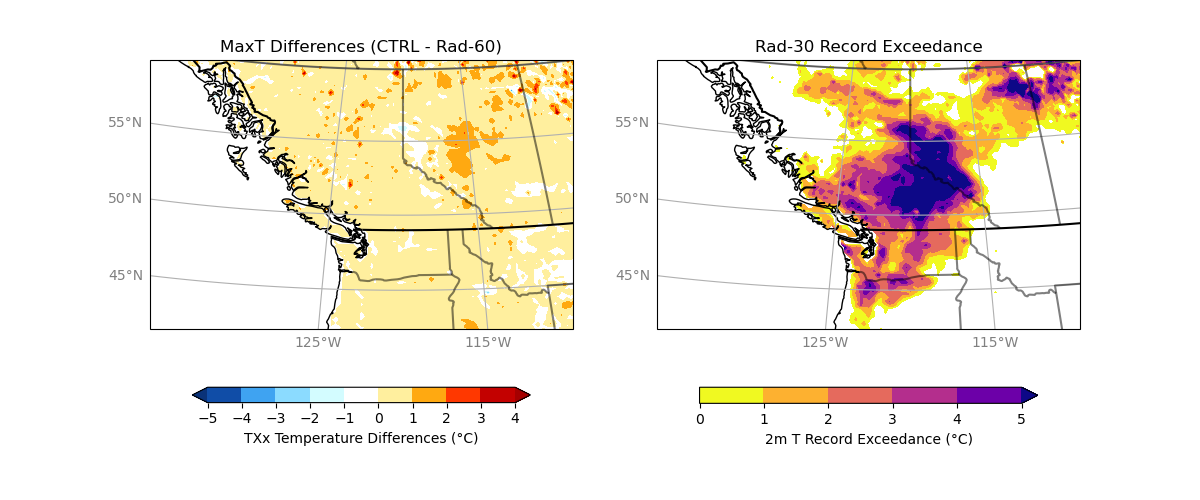 MaxT Differences (CTRL - Rad-60)
Rad-30 Record Exceedance
55°N
50°N
45°N
125°W 115°W
55°N
50°N
45°N
125°W 115°W
−5 −4 −3 −2 −1 0 1 2 3 4
TXx Temperature Differences (°C)
0 1 2 3 4 5
2m T Record Exceedance (°C)